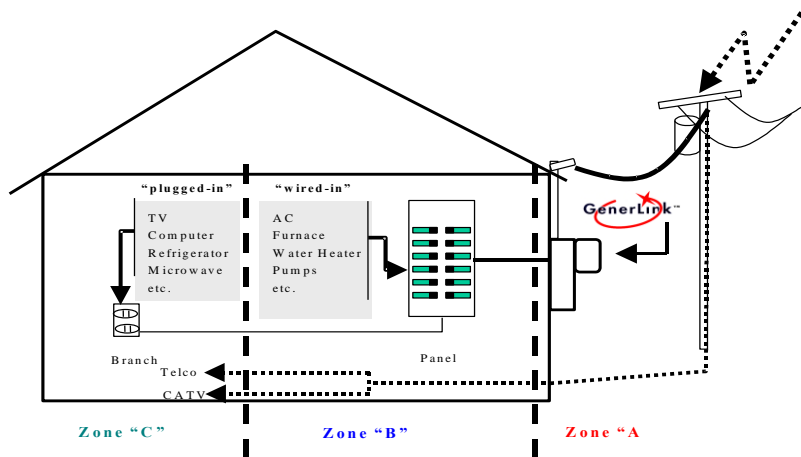 “plugged-in”
TV
Computer
Refrigerator
Microwave
etc.
“wired-in”
AC
Furnace
Water Heater
Pumps
etc.
GenerLink™
Branch
Panel
Telco
CATV
Zone “C”
Zone “B”
Zone “A